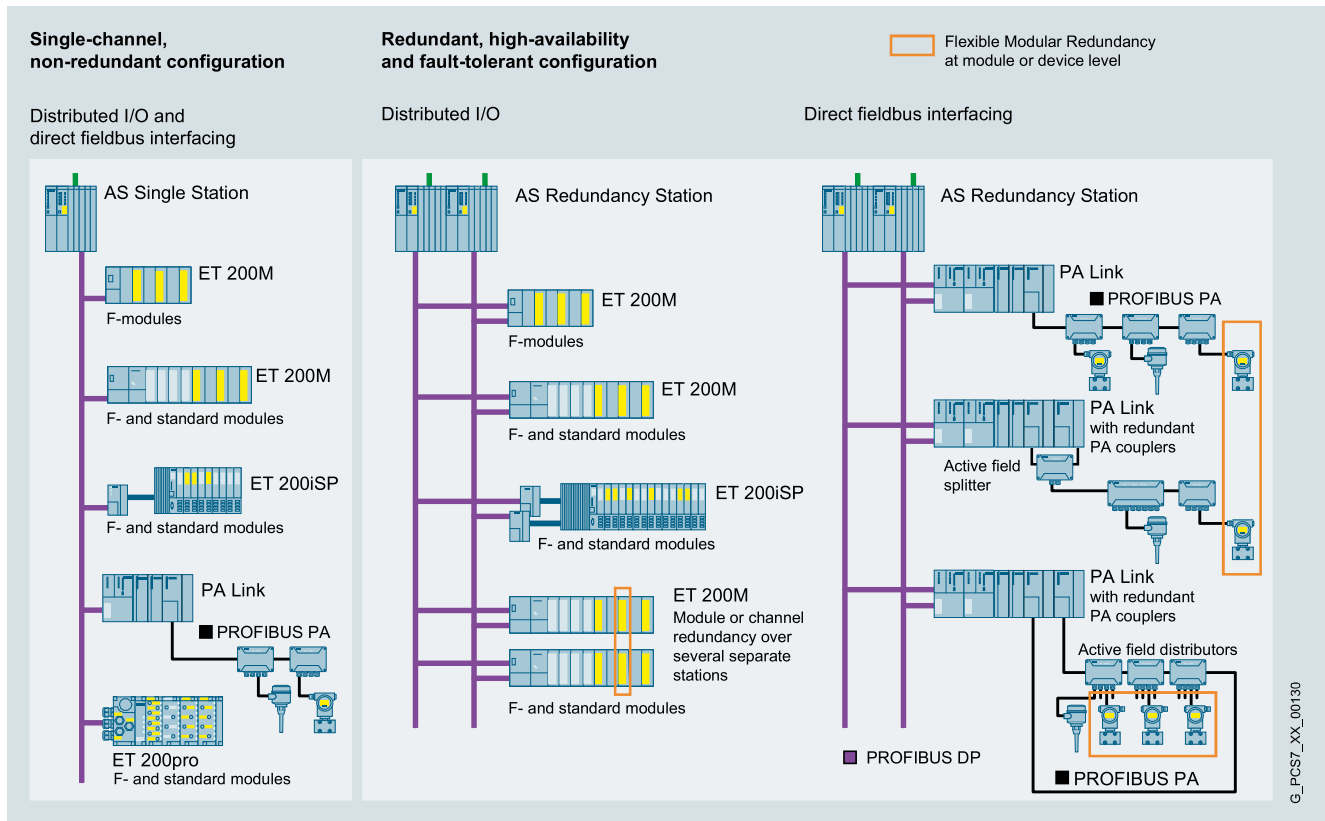 Single-channel,
non-redundant configuration
Redundant, high-availability
and fault-tolerant configuration
Flexible Modular Redundancy
at module or device level
Distributed I/O and
direct fieldbus interfacing
Distributed I/O
Direct fieldbus interfacing
AS Single Station
ET 200M
F-modules
ET 200M
F- and standard modules
ET 200iSP
F- and standard modules
PA Link
PROFIBUS PA
ET 200pro
F- and standard modules
AS Redundancy Station
ET 200M
F-modules
ET 200M
F- and standard modules
ET 200iSP
F- and standard modules
ET 200M
Module or channel
redundancy over
several separate
stations
F- and standard modules
AS Redundancy Station
PA Link
PROFIBUS PA
PA Link
with redundant
PA couplers
Active field
splitter
PA Link
with redundant
PA couplers
Active field distributors
PROFIBUS DP
PROFIBUS PA
G_PCS7_XX_00130